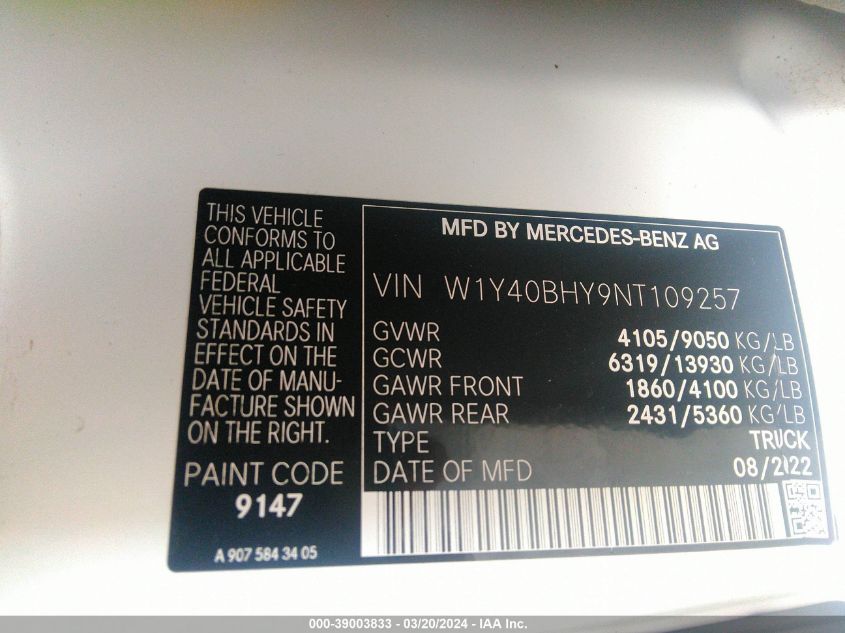 THIS VEHICLE
CONFORMS TO
ALL APPLICABLE
FEDERAL
VEHICLE SAFETY
STANDARDS IN
EFFECT ON THE
DATE OF MANU-
FACTURE SHOWN
ON THE RIGHT.
PAINT CODE
9147
A 907 584 34 05
MFD BY MERCEDES-BENZ AG
VIN W1Y40BHY9NT109257
GVWR 4105/9050 KG/LB
GCWR 6319/13930 KG/LB
GAWR FRONT 1860/4100 KG/LB
GAWR REAR 2431/5360 KG/LB
TYPE TRUCK
DATE OF MFD 08/2022
000-39003833 - 03/20/2024 - IAA Inc.